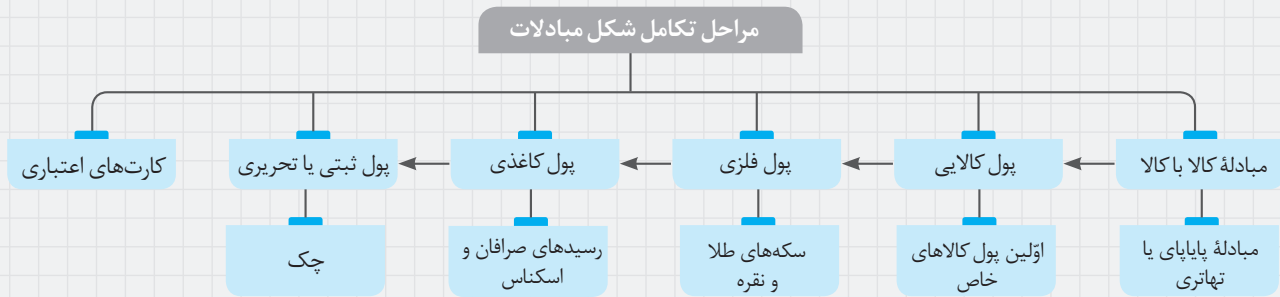 مراحل تکامل شکل مبادلات
مبادلهٔ کالا با کالا
پول کالایی
پول فلزی
پول کاغذی
پول ثبتی یا تحریری
کارت‌های اعتباری
مبادلهٔ پایاپای یا
تهاتری
اوّلین پول کالاهای
خاص
سکه‌های طلا
و نقره
رسیدهای صرافان و
اسکناس
چک